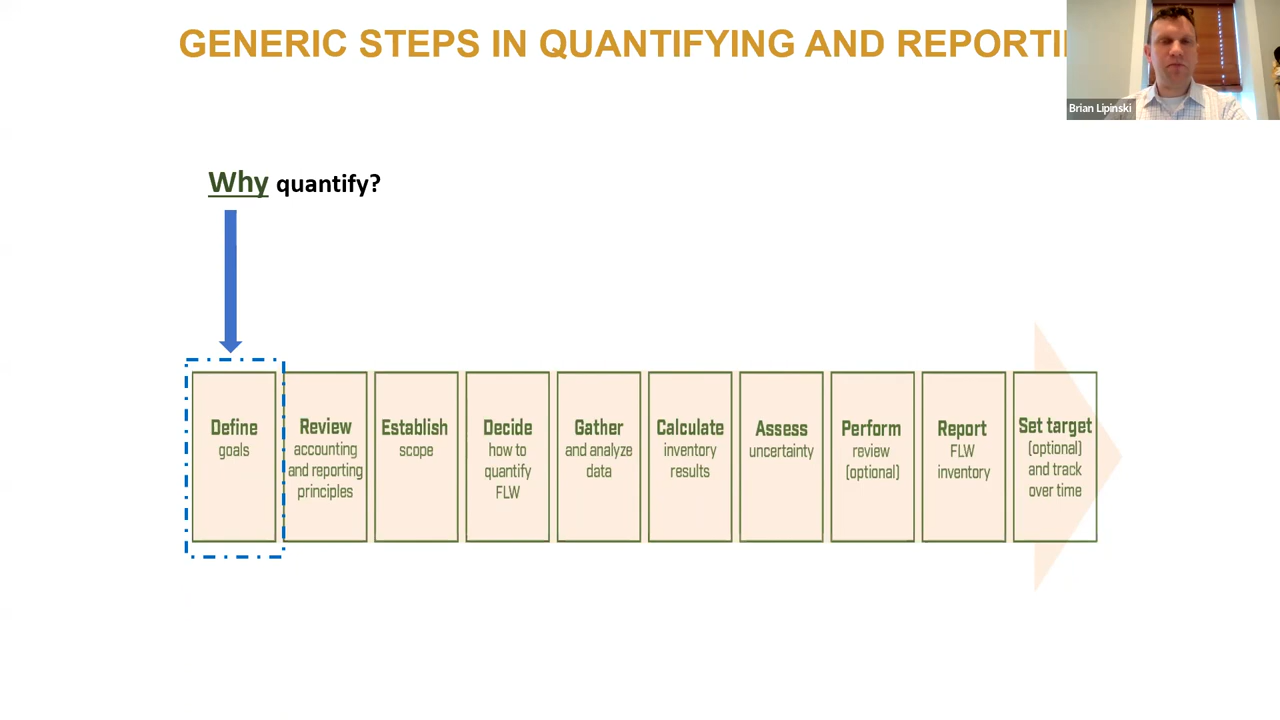 GENERIC STEPS IN QUANTIFYING AND
Brian Lipinski
Why quantify?
Define
goals
Review
accounting
and reporting
principles
Establish
scope
Decide
how to
quantify
FLW
Gather
and analyze
data
Calculate
inventory
results
Assess
uncertainty
Perform
review
(optional)
Report
FLW
inventory
Set target
(optional)
and track
over time